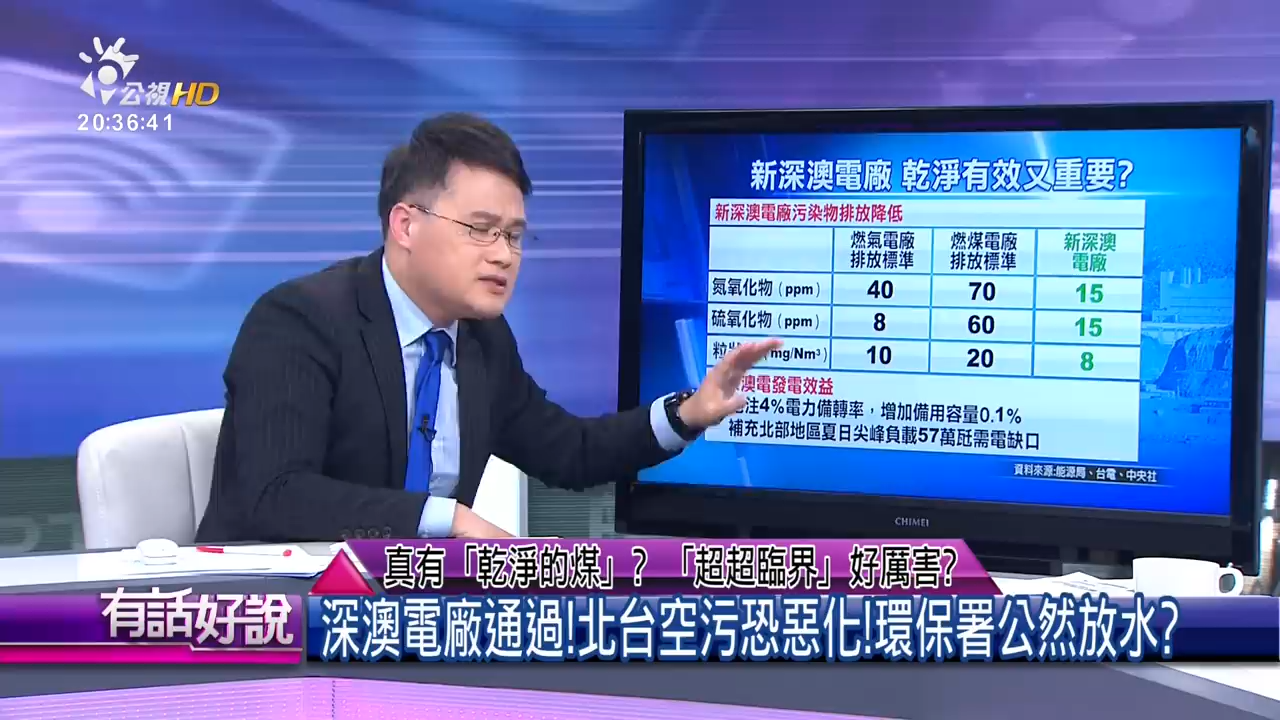 公視HD
20:36:41
新深澳電廠 乾淨有效又重要?
新深澳電廠污染物排放降低
燃氣電廠排放標準 燃煤電廠排放標準 新深澳電廠
氮氧化物(ppm) 40 70 15
硫氧化物(ppm) 8 60 15
粒 (mg/Nm³) 10 20 8
澳電發電效益
注4%電力備轉率,增加備用容量0.1%
補充北部地區夏日尖峰負載57萬瓩需電缺口
資料來源:能源局、台電、中央社
CHIMEI
真有「乾淨的煤」?「超超臨界」好厲害?
有話好說
深澳電廠通過!北台空污恐惡化!環保署公然放水?